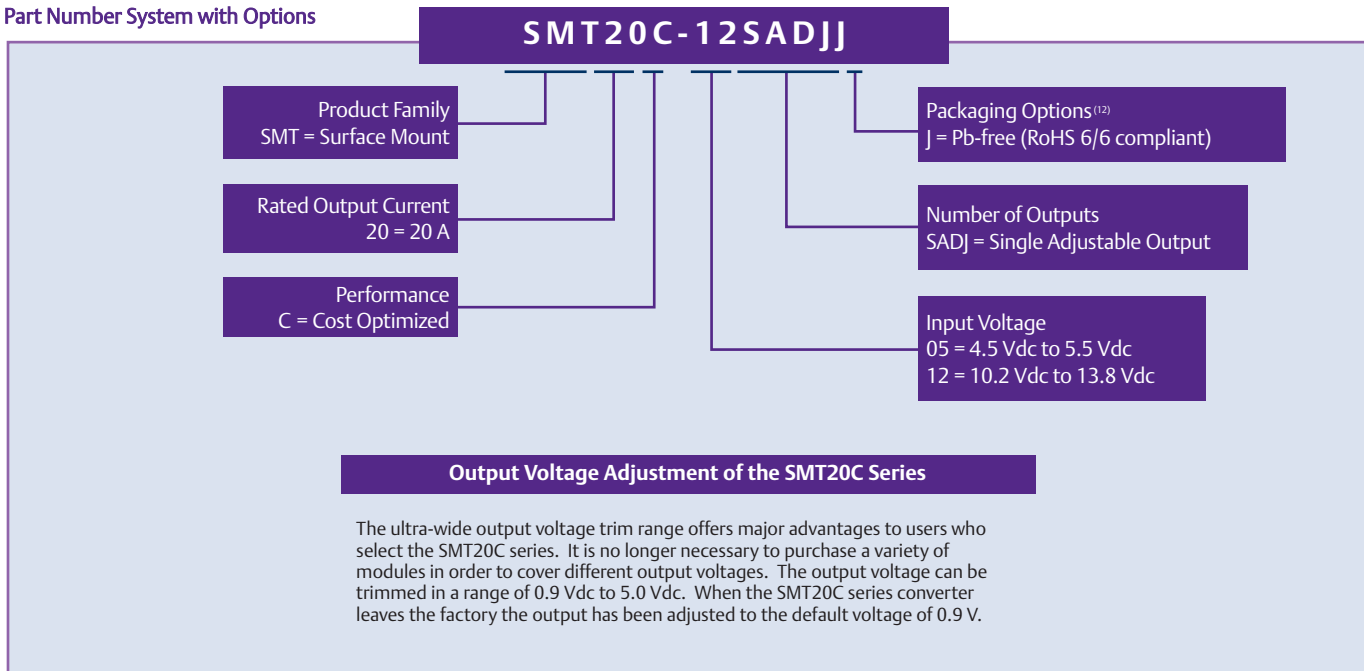 Part Number System with Options
SMT20C-12SADJJ
Product Family
SMT = Surface Mount
Rated Output Current
20 = 20 A
Performance
C = Cost Optimized
Packaging Options (12)
J = Pb-free (RoHS 6/6 compliant)
Number of Outputs
SADJ = Single Adjustable Output
Input Voltage
05 = 4.5 Vdc to 5.5 Vdc
12 = 10.2 Vdc to 13.8 Vdc
Output Voltage Adjustment of the SMT20C Series
The ultra-wide output voltage trim range offers major advantages to users who
select the SMT20C series. It is no longer necessary to purchase a variety of
modules in order to cover different output voltages. The output voltage can be
trimmed in a range of 0.9 Vdc to 5.0 Vdc. When the SMT20C series converter
leaves the factory the output has been adjusted to the default voltage of 0.9 V.